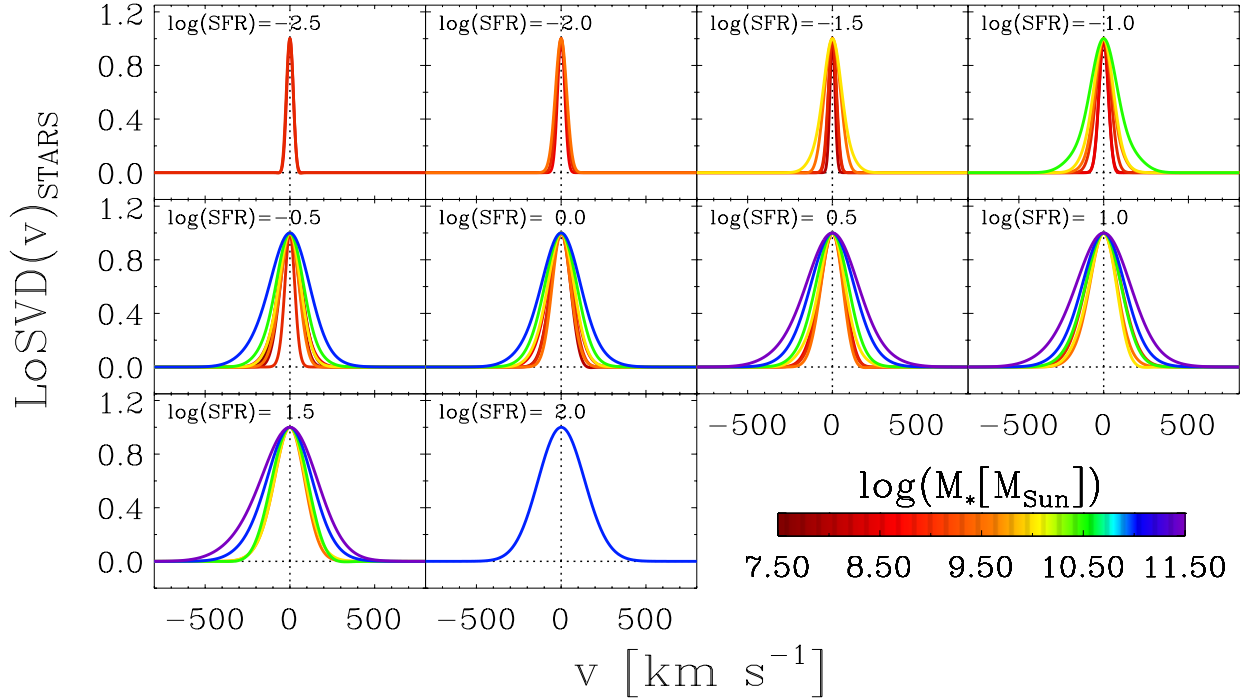 LoSVD(v)STARS
1.2
0.8
0.4
0.0
log(SFR)=-2.5
log(SFR)=-2.0
log(SFR)=-1.5
log(SFR)=-1.0
1.2
0.8
0.4
0.0
log(SFR)=-0.5
log(SFR)= 0.0
log(SFR)= 0.5
log(SFR)= 1.0
-500 0 500
-500 0 500
1.2
0.8
0.4
0.0
log(SFR)= 1.5
log(SFR)= 2.0
-500 0 500
-500 0 500
log(M*[MSun])
7.50 8.50 9.50 10.50 11.50
v [km s-1]